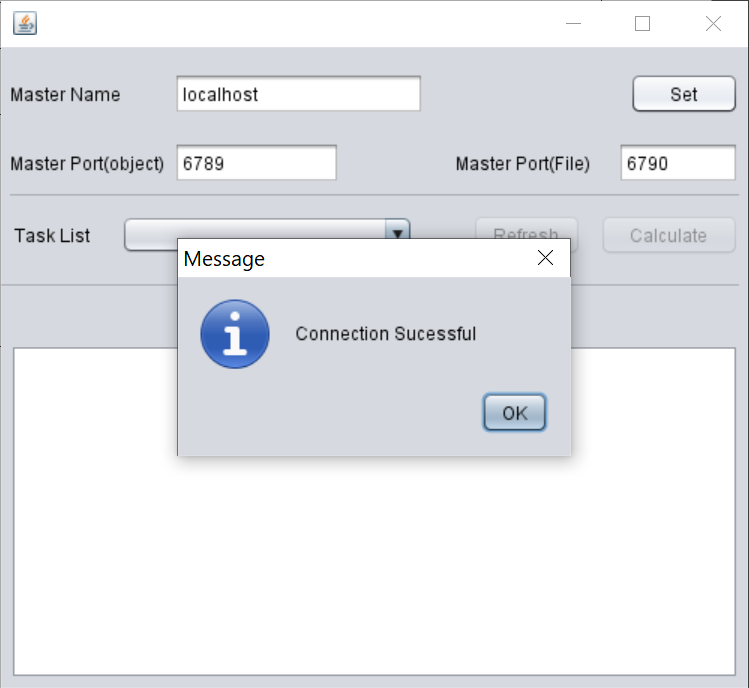 Master Name localhost Set
Master Port(object) 6789 Master Port(File) 6790
Task List Refresh Calculate
Message
Connection Sucessful
OK